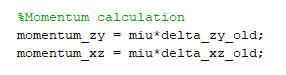 %Momentum calculation
momentum_zy = miu*delta_zy_old;
momentum_xz = miu*delta_xz_old;